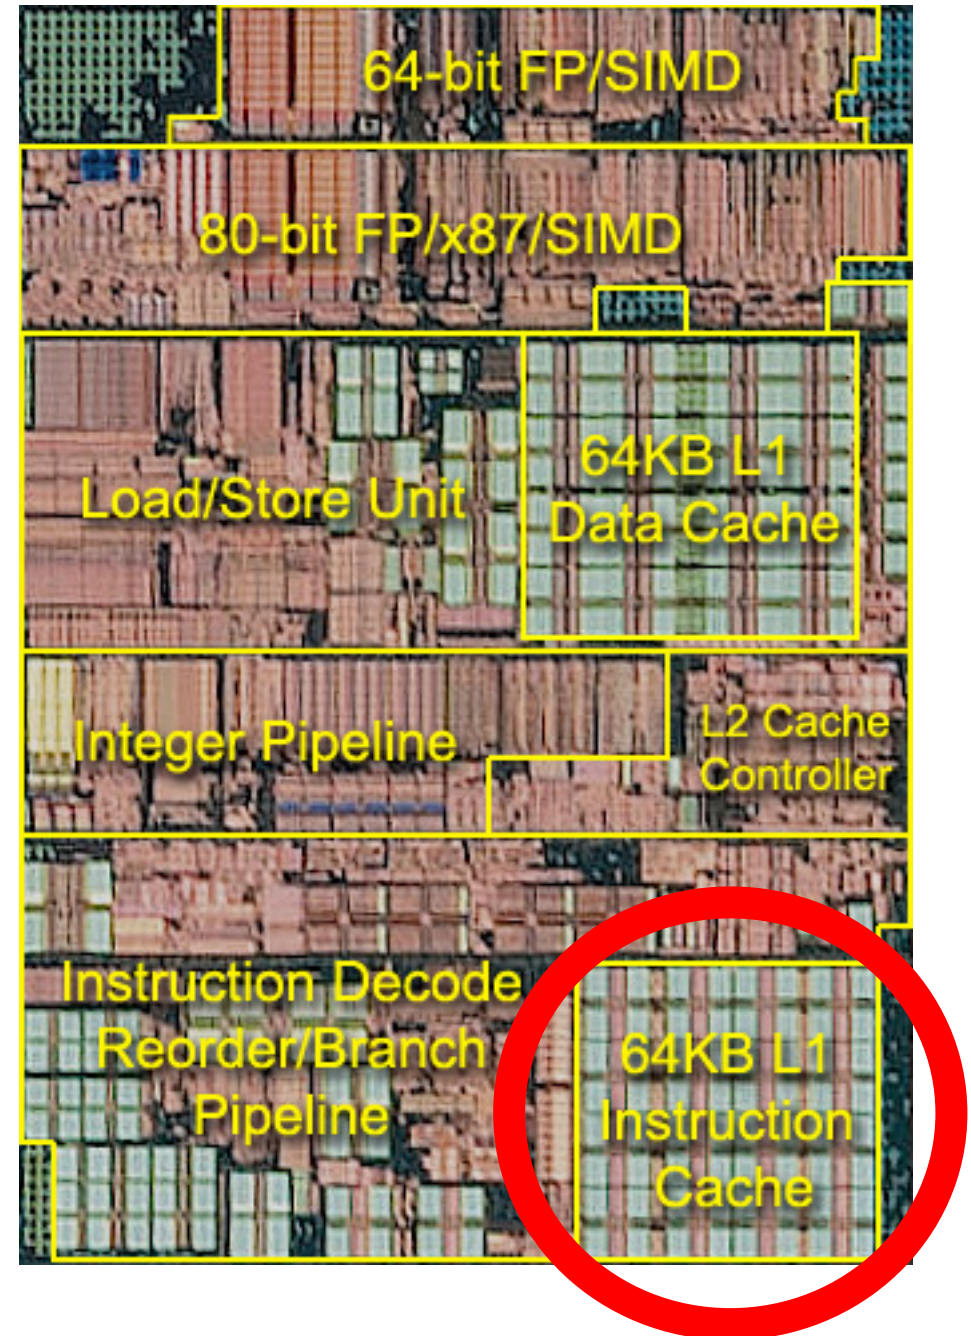 64-bit FP/SIMD
80-bit FP/x87/SIMD
Load/Store Unit
64KB L1
Data Cache
Integer Pipeline
L2 Cache
Controller
Instruction Decode
Reorder/Branch
Pipeline
64KB L1
Instruction
Cache